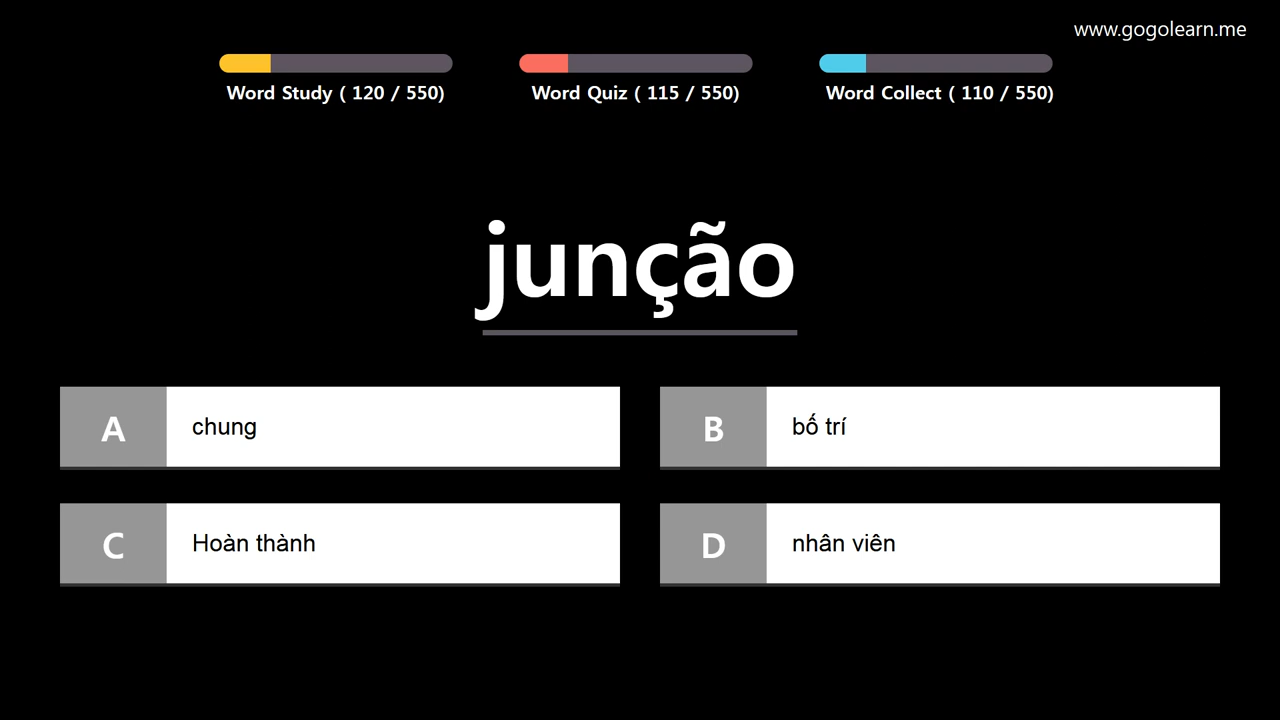 www.gogolearn.me
Word Study ( 120 / 550)
Word Quiz ( 115 / 550)
Word Collect ( 110 / 550)
junção
A chung
B bố trí
C Hoàn thành
D nhân viên